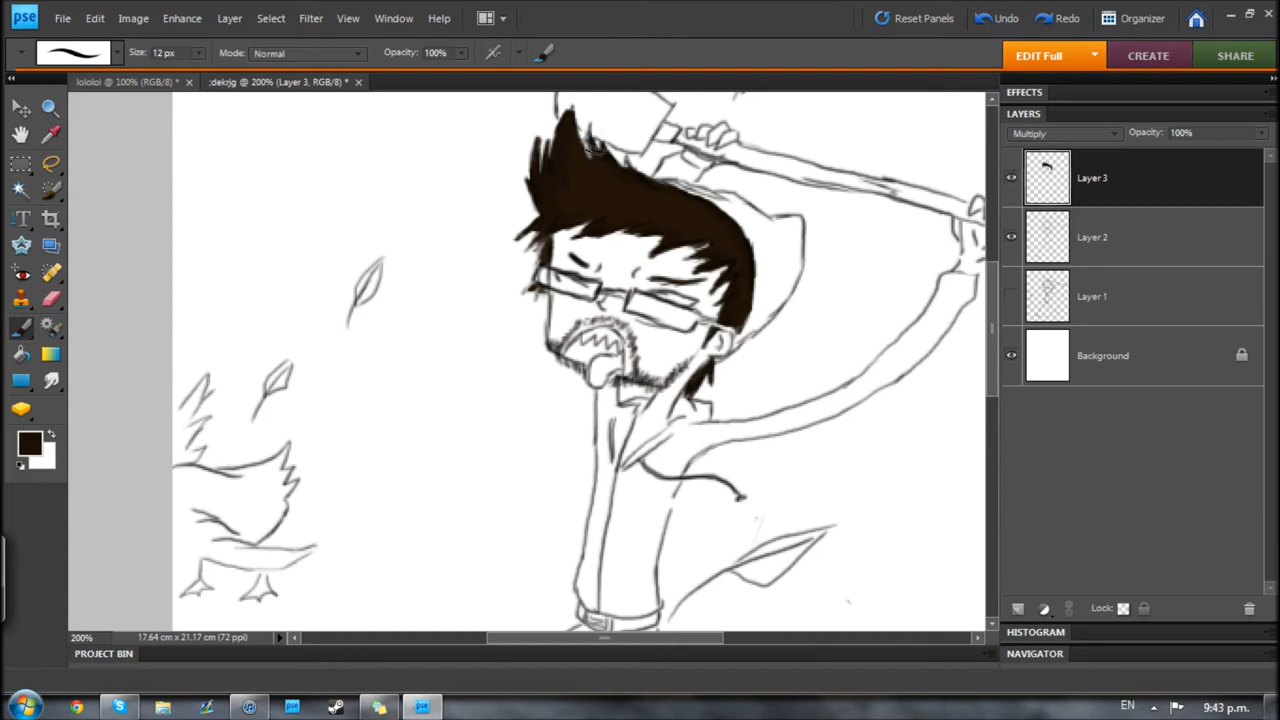 pse File Edit Image Enhance Layer Select Filter View Window Help Reset Panels Undo Redo Organizer
Size: 12 px Mode: Normal Opacity: 100% EDIT Full CREATE SHARE
lololol @ 100% (RGB/8) * ;dekrjg @ 200% (Layer 3, RGB/8) *
EFFECTS
LAYERS
Multiply Opacity: 100%
Layer 3
Layer 2
Layer 1
Background
Lock:
200% 17.64 cm x 21.17 cm (72 ppi)
HISTOGRAM
PROJECT BIN
NAVIGATOR
pse pse EN 9:43 p.m.